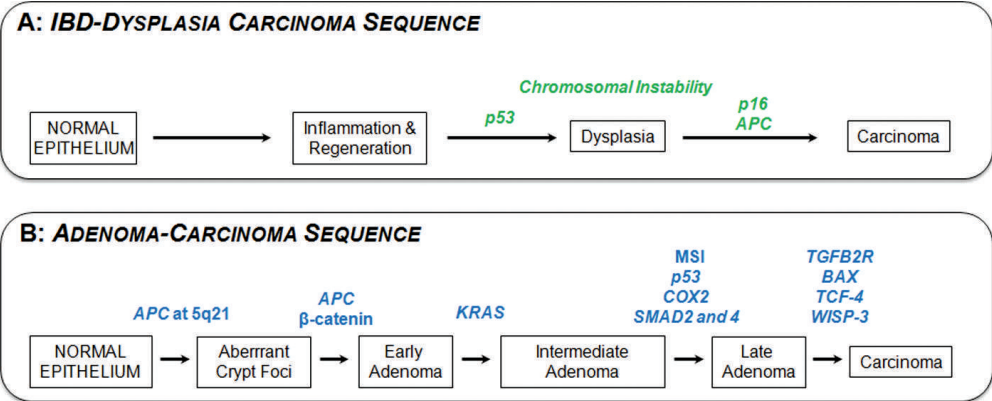 A: IBD-DYSPLASIA CARCINOMA SEQUENCE
Chromosomal Instability
p53
p16
APC
NORMAL
EPITHELIUM
Inflammation &
Regeneration
Dysplasia
Carcinoma
B: ADENOMA-CARCINOMA SEQUENCE
APC at 5q21
APC
β-catenin
KRAS
MSI
p53
COX2
SMAD2 and 4
TGFB2R
BAX
TCF-4
WISP-3
NORMAL
EPITHELIUM
Aberrrant
Crypt Foci
Early
Adenoma
Intermediate
Adenoma
Late
Adenoma
Carcinoma